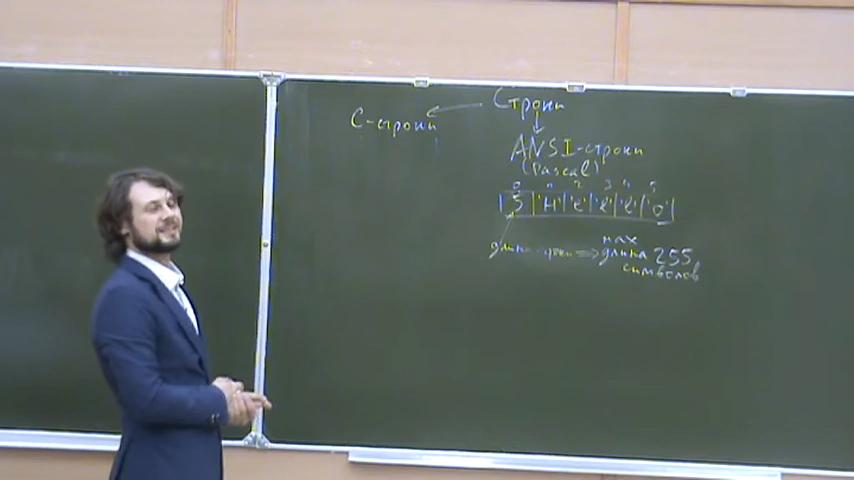 Строки
С-строки
ANSI-строки
(Pascal)
0 1 2 3 4 5
5 'H' 'e' 'l' 'l' 'o'
max
длина строки => длина 255
символов